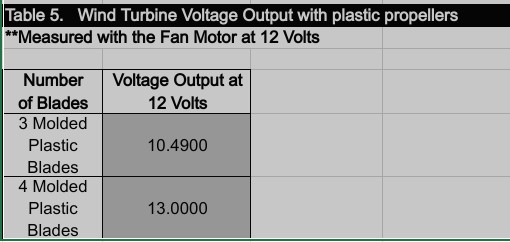 Table 5. Wind Turbine Voltage Output with plastic propellers
**Measured with the Fan Motor at 12 Volts
Number of Blades
Voltage Output at 12 Volts
3 Molded Plastic Blades
10.4900
4 Molded Plastic Blades
13.0000